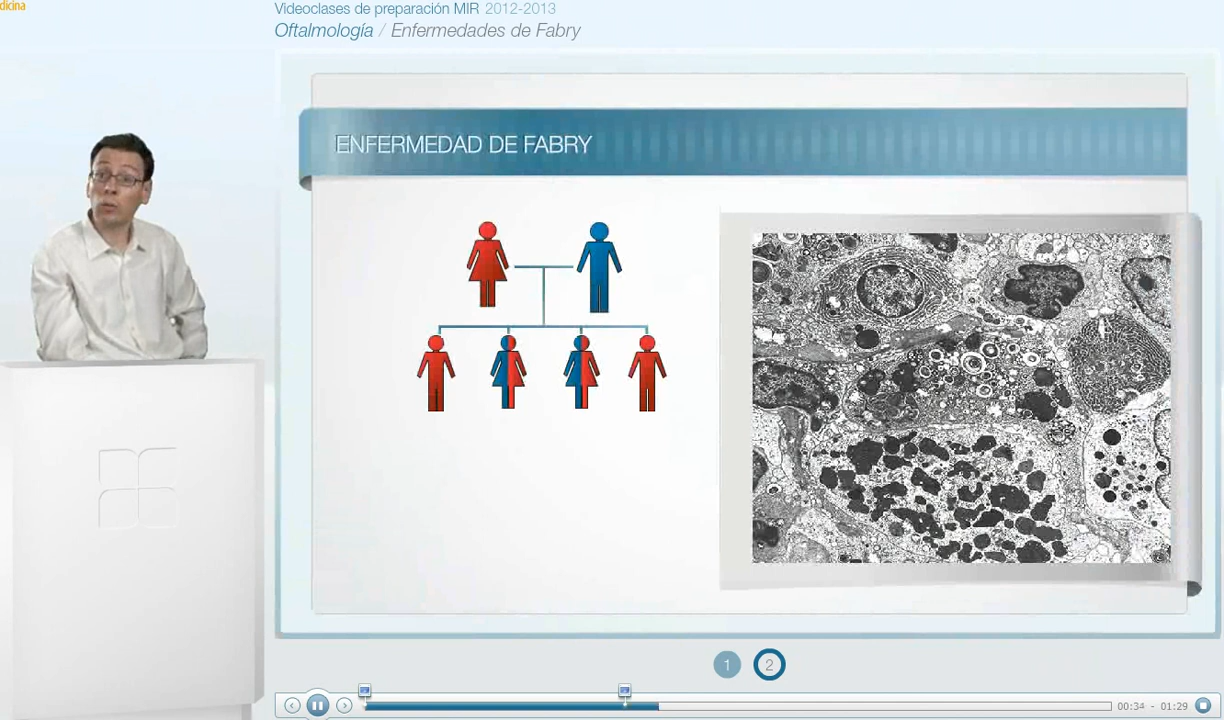 dicina
Videoclases de preparación MIR 2012-2013
Oftalmología / Enfermedades de Fabry
ENFERMEDAD DE FABRY
1 2
00:34 - 01:29